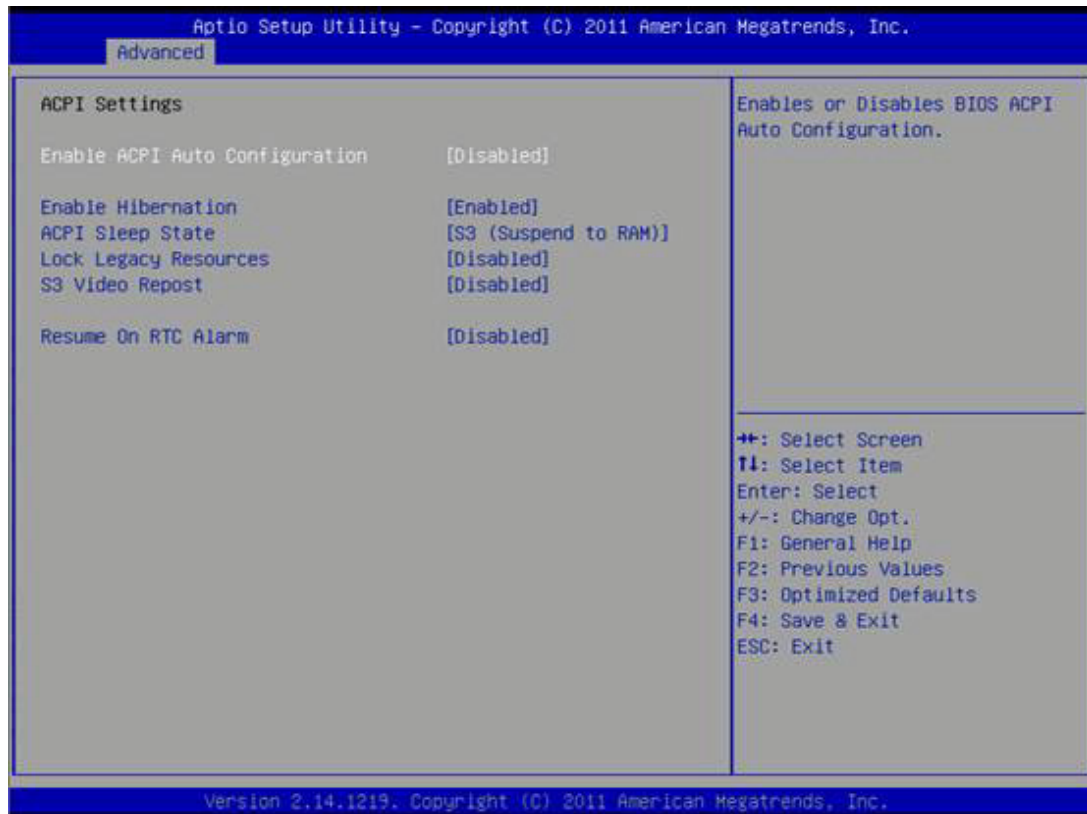 Aptio Setup Utility – Copyright (C) 2011 American Megatrends, Inc.
Advanced
ACPI Settings
Enable ACPI Auto Configuration [Disabled]
Enable Hibernation [Enabled]
ACPI Sleep State [S3 (Suspend to RAM)]
Lock Legacy Resources [Disabled]
S3 Video Repost [Disabled]
Resume On RTC Alarm [Disabled]
Enables or Disables BIOS ACPI
Auto Configuration.
→←: Select Screen
↑↓: Select Item
Enter: Select
+/-: Change Opt.
F1: General Help
F2: Previous Values
F3: Optimized Defaults
F4: Save & Exit
ESC: Exit
Version 2.14.1219. Copyright (C) 2011 American Megatrends, Inc.